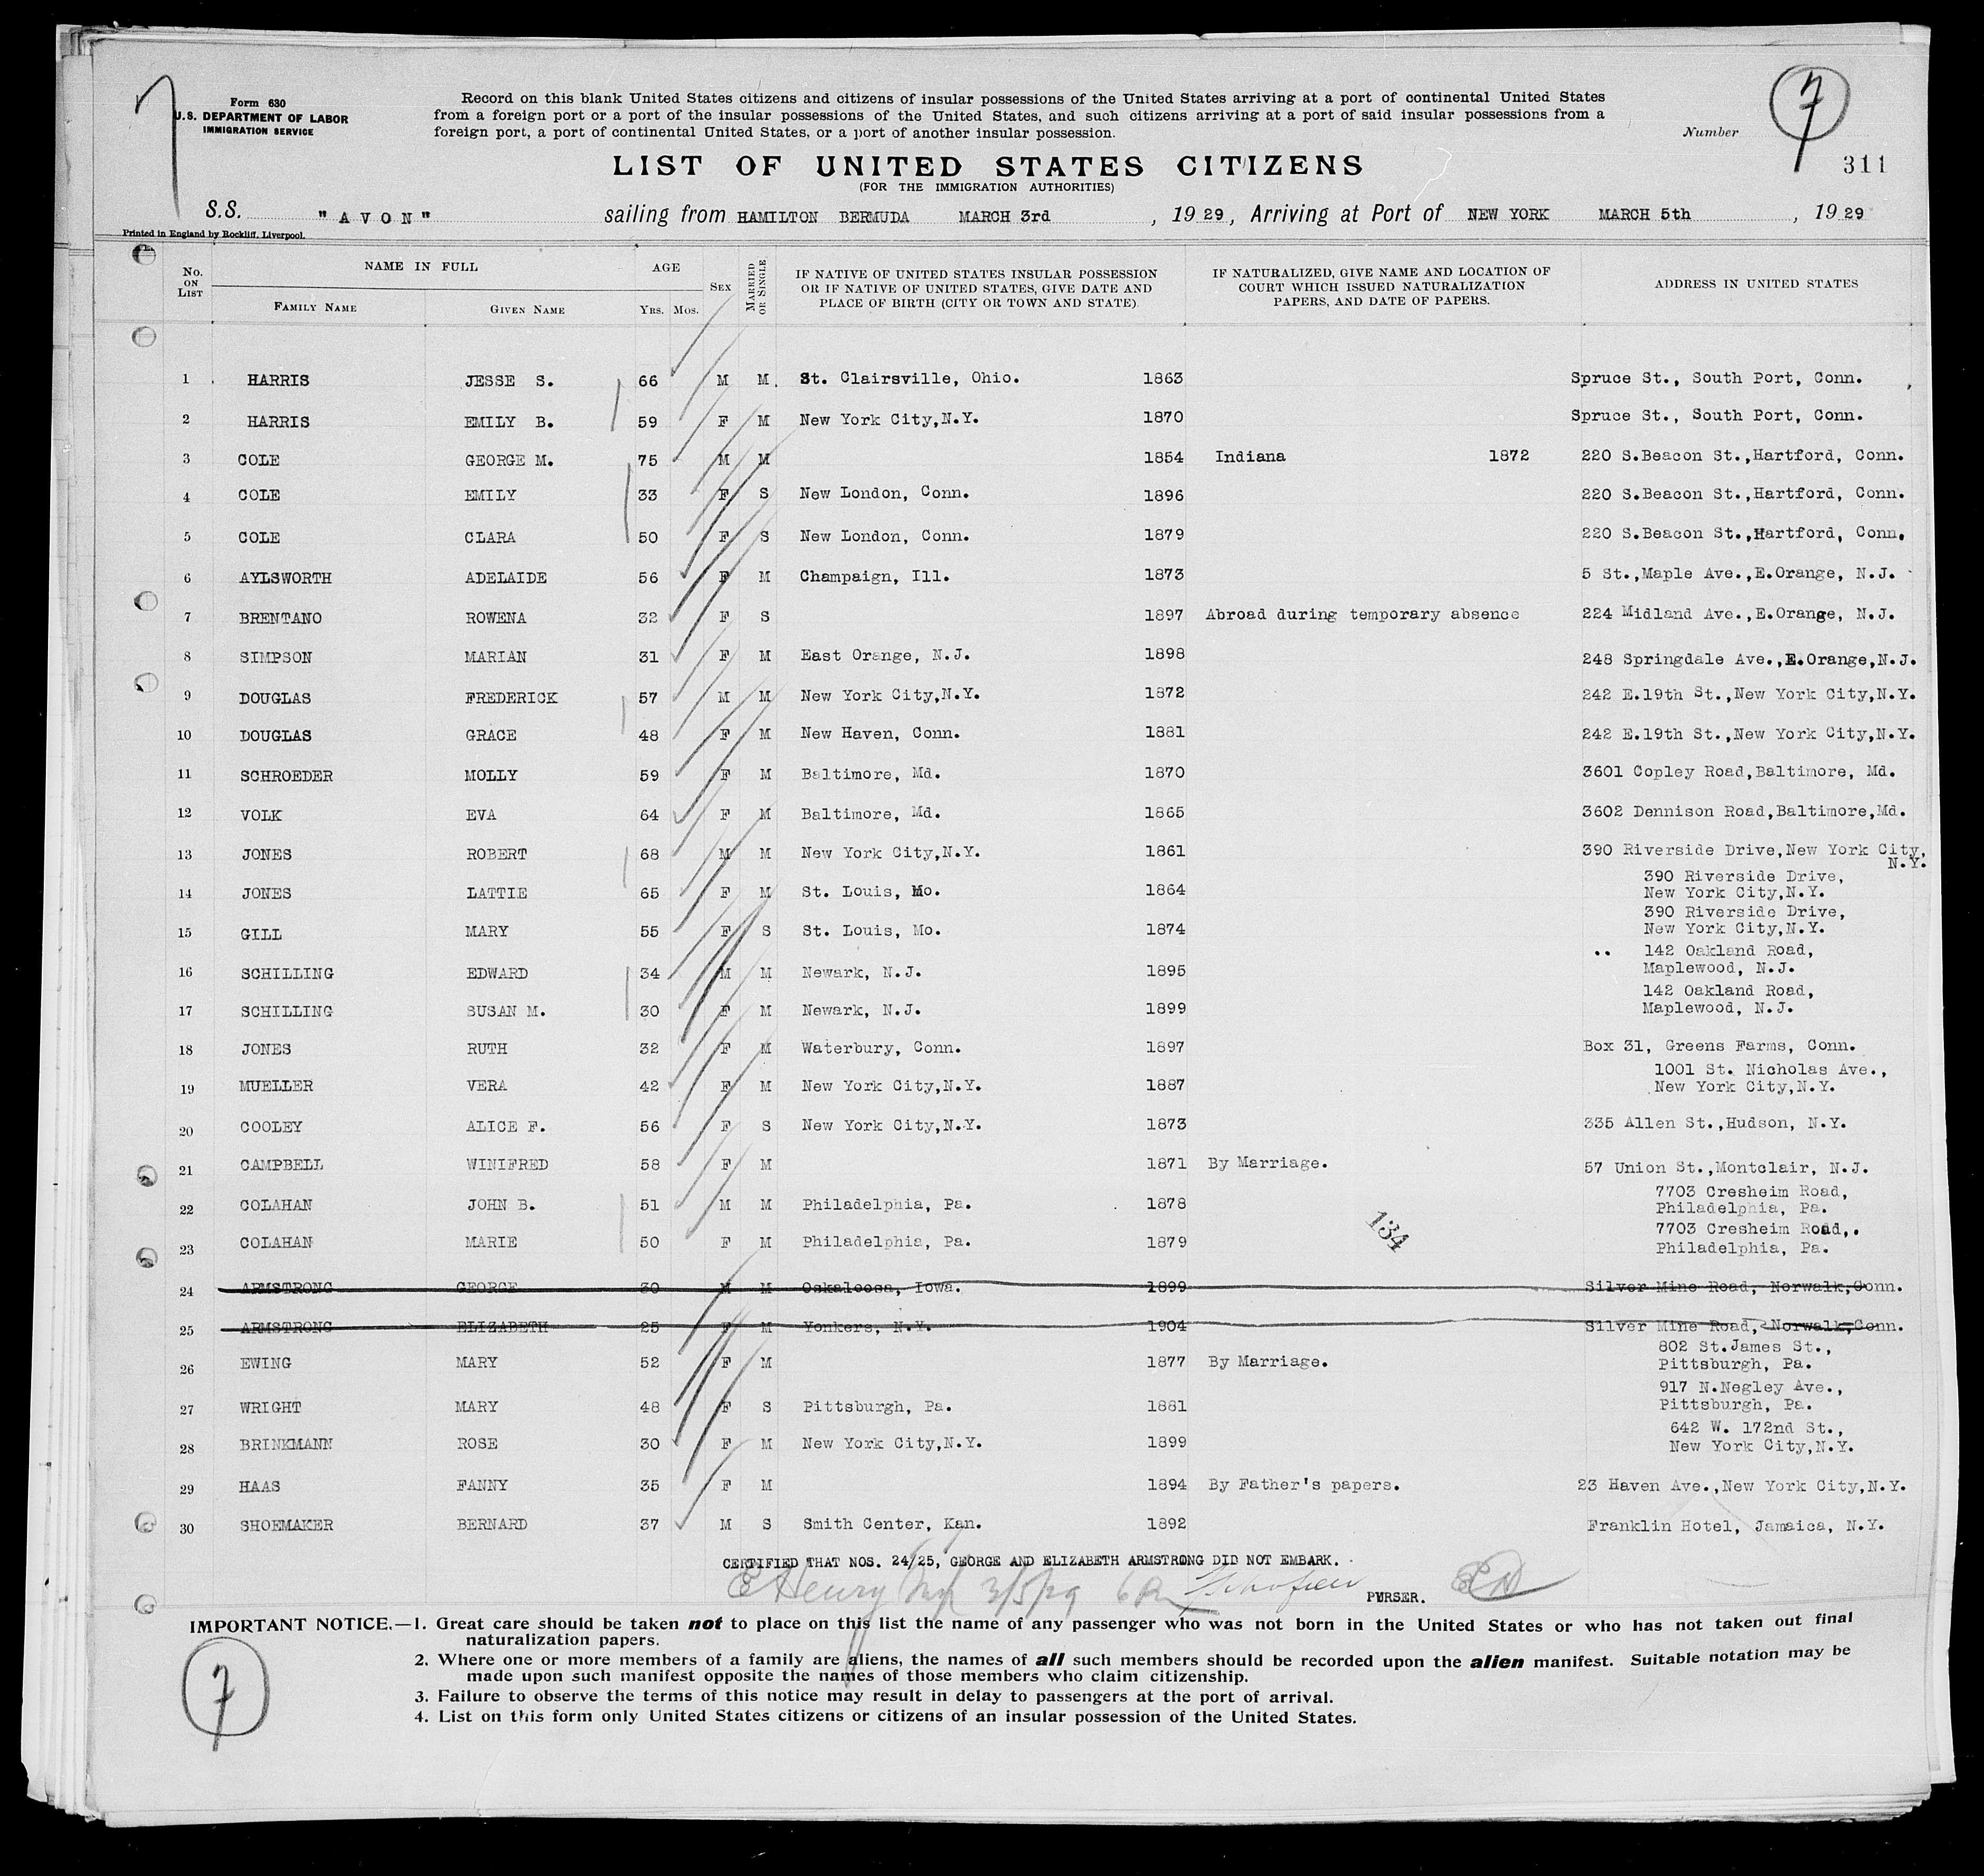 7
Form 630
U.S. DEPARTMENT OF LABOR
IMMIGRATION SERVICE
Record on this blank United States citizens and citizens of insular possessions of the United States arriving at a port of continental United States
from a foreign port or a port of the insular possessions of the United States, and such citizens arriving at a port of said insular possessions from a
foreign port, a port of continental United States, or a port of another insular possession.
Number 7
311
LIST OF UNITED STATES CITIZENS
(FOR THE IMMIGRATION AUTHORITIES)
S.S. "AVON" sailing from HAMILTON BERMUDA MARCH 3rd, 1929, Arriving at Port of NEW YORK MARCH 5th, 1929
Printed in England by Rockliff, Liverpool.
No. ON LIST NAME IN FULL FAMILY NAME GIVEN NAME AGE YRS. MOS. SEX MARRIED OR SINGLE IF NATIVE OF UNITED STATES INSULAR POSSESSION OR IF NATIVE OF UNITED STATES, GIVE DATE AND PLACE OF BIRTH (CITY OR TOWN AND STATE). IF NATURALIZED, GIVE NAME AND LOCATION OF COURT WHICH ISSUED NATURALIZATION PAPERS, AND DATE OF PAPERS. ADDRESS IN UNITED STATES
1 HARRIS JESSE S. 66 M M. St. Clairsville, Ohio. 1863 Spruce St., South Port, Conn.
2 HARRIS EMILY B. 59 F M New York City,N.Y. 1870 Spruce St., South Port, Conn.
3 COLE GEORGE M. 75 M M 1854 Indiana 1872 220 S.Beacon St.,Hartford, Conn.
4 COLE EMILY 33 F S New London, Conn. 1896 220 S.Beacon St.,Hartford, Conn.
5 COLE CLARA 50 F S New London, Conn. 1879 220 S.Beacon St.,Hartford, Conn.
6 AYLSWORTH ADELAIDE 56 F M Champaign, Ill. 1873 5 St.,Maple Ave.,E.Orange, N.J.
7 BRENTANO ROWENA 32 F S 1897 Abroad during temporary absence 224 Midland Ave.,E.Orange, N.J.
8 SIMPSON MARIAN 31 F M East Orange, N.J. 1898 248 Springdale Ave.,E.Orange,N.J.
9 DOUGLAS FREDERICK 57 M M New York City,N.Y. 1872 242 E.19th St.,New York City,N.Y.
10 DOUGLAS GRACE 48 F M New Haven, Conn. 1881 242 E.19th St.,New York City,N.Y.
11 SCHROEDER MOLLY 59 F M Baltimore, Md. 1870 3601 Copley Road,Baltimore, Md.
12 VOLK EVA 64 F M Baltimore, Md. 1865 3602 Dennison Road,Baltimore,Md.
13 JONES ROBERT 68 M M New York City,N.Y. 1861 390 Riverside Drive,New York City,
N.Y.
390 Riverside Drive,
14 JONES LATTIE 65 F M St. Louis, Mo. 1864 New York City,N.Y.
390 Riverside Drive,
15 GILL MARY 55 F S St. Louis, Mo. 1874 New York City,N.Y.
142 Oakland Road,
16 SCHILLING EDWARD 34 M M Newark, N.J. 1895 Maplewood, N.J.
142 Oakland Road,
17 SCHILLING SUSAN M. 30 F M Newark, N.J. 1899 Maplewood, N.J.
18 JONES RUTH 32 F M Waterbury, Conn. 1897 Box 31, Greens Farms, Conn.
1001 St. Nicholas Ave.,
19 MUELLER VERA 42 F M New York City,N.Y. 1887 New York City,N.Y.
20 COOLEY ALICE F. 56 F S New York City,N.Y. 1873 335 Allen St.,Hudson, N.Y.
21 CAMPBELL WINIFRED 58 F M 1871 By Marriage. 57 Union St.,Montclair, N.J.
7703 Cresheim Road,
22 COLAHAN JOHN B. 51 M M Philadelphia, Pa. 1878 Philadelphia, Pa.
134
7703 Cresheim Road,.
23 COLAHAN MARIE 50 F M Philadelphia, Pa. 1879 Philadelphia, Pa.
24 ARMSTRONG GEORGE 30 M M Oskaloosa, Iowa. 1899 Silver Mine Road, Norwalk,Conn.
25 ARMSTRONG ELIZABETH 25 F M Yonkers, N.Y. 1904 Silver Mine Road, Norwalk,Conn.
802 St.James St.,
26 EWING MARY 52 F M 1877 By Marriage. Pittsburgh, Pa.
917 N.Negley Ave.,
27 WRIGHT MARY 48 F S Pittsburgh, Pa. 1881 Pittsburgh, Pa.
642 W. 172nd St.,
28 BRINKMANN ROSE 30 F M New York City,N.Y. 1899 New York City,N.Y.
29 HAAS FANNY 35 F M 1894 By Father's papers. 23 Haven Ave.,New York City,N.Y.
30 SHOEMAKER BERNARD 37 M S Smith Center, Kan. 1892 Franklin Hotel, Jamaica, N.Y.
CERTIFIED THAT NOS. 24/25, GEORGE AND ELIZABETH ARMSTRONG DID NOT EMBARK.
Henry 3/5/29 PURSER.
IMPORTANT NOTICE.—1. Great care should be taken not to place on this list the name of any passenger who was not born in the United States or who has not taken out final
naturalization papers.
2. Where one or more members of a family are aliens, the names of all such members should be recorded upon the alien manifest. Suitable notation may be
made upon such manifest opposite the names of those members who claim citizenship.
3. Failure to observe the terms of this notice may result in delay to passengers at the port of arrival.
4. List on this form only United States citizens or citizens of an insular possession of the United States.
7